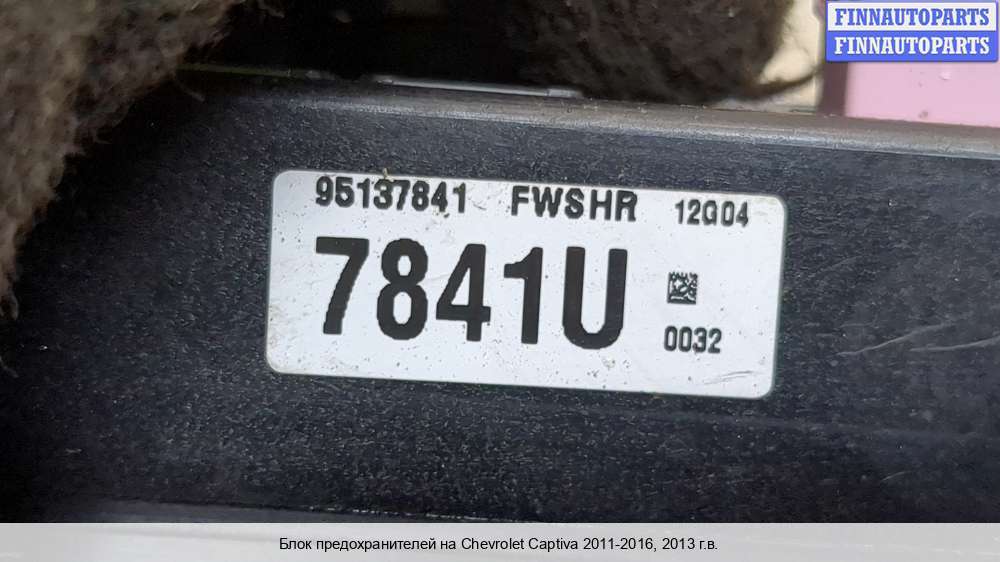 FINNAUTOPARTS
FINNAUTOPARTS
95137841 FWSHR 12G04
7841U
0032
Блок предохранителей на Chevrolet Captiva 2011-2016, 2013 г.в.